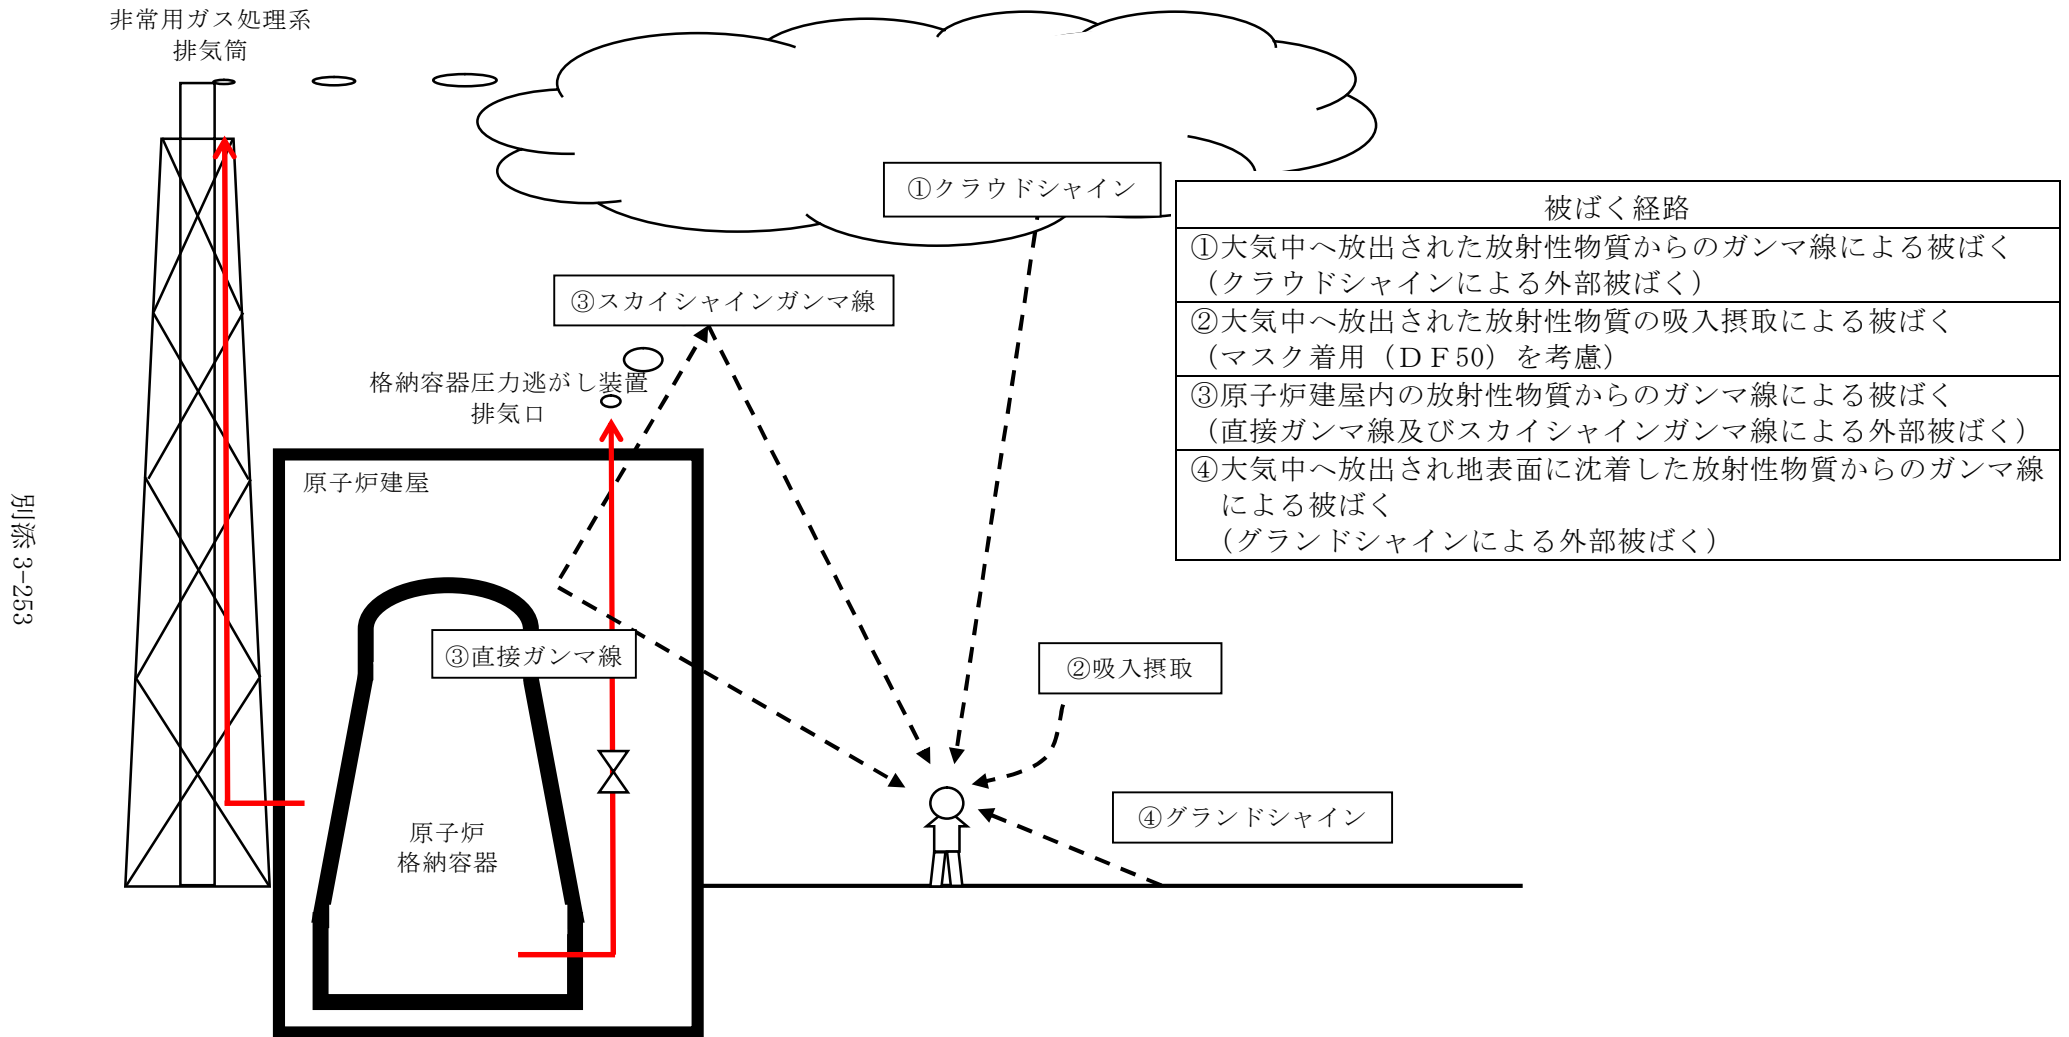 非常用ガス処理系
排気筒
①クラウドシャイン
③スカイシャインガンマ線
格納容器圧力逃がし装置
排気口
原子炉建屋
③直接ガンマ線
原子炉
格納容器
②吸入摂取
④グランドシャイン
被ばく経路
①大気中へ放出された放射性物質からのガンマ線による被ばく
（クラウドシャインによる外部被ばく）
②大気中へ放出された放射性物質の吸入摂取による被ばく
（マスク着用（ＤＦ50）を考慮）
③原子炉建屋内の放射性物質からのガンマ線による被ばく
（直接ガンマ線及びスカイシャインガンマ線による外部被ばく）
④大気中へ放出され地表面に沈着した放射性物質からのガンマ線
による被ばく
（グランドシャインによる外部被ばく）
別添 3-253